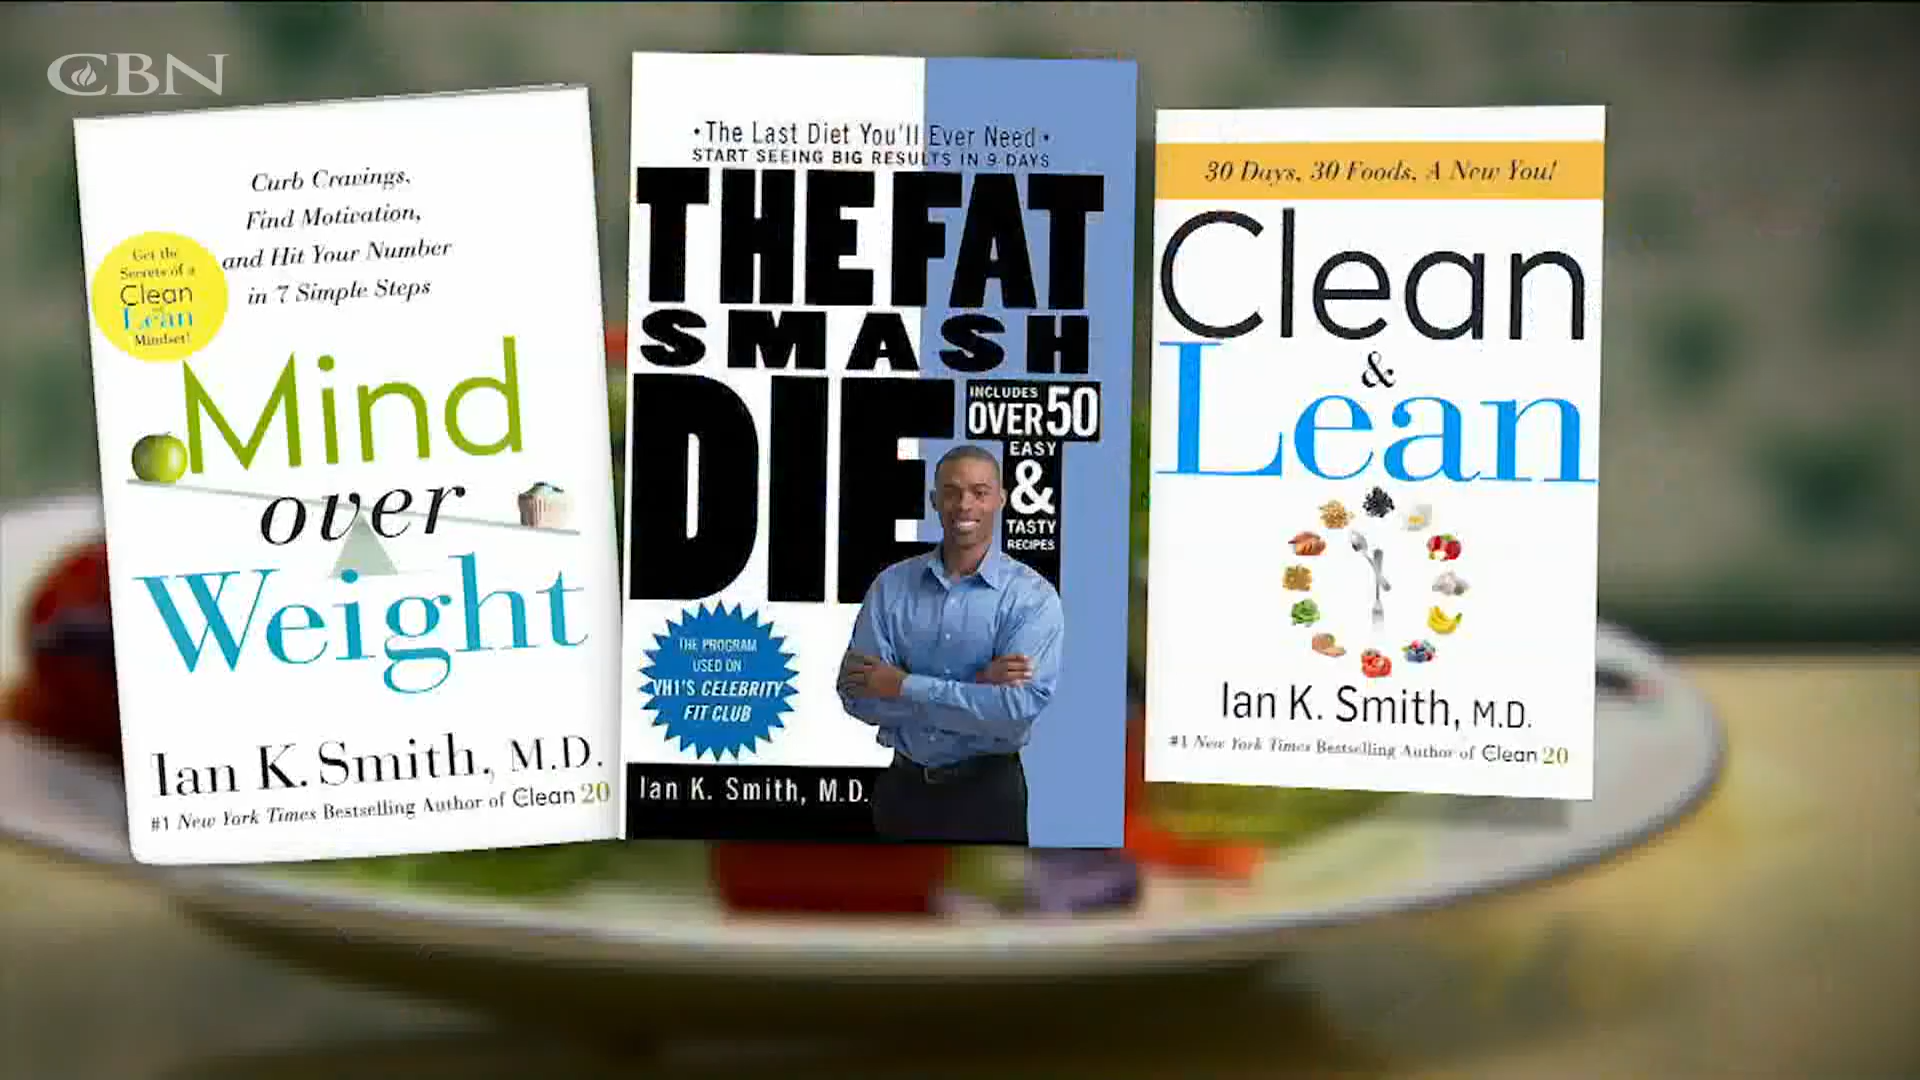 CBN
Curb Cravings,
Find Motivation,
and Hit Your Number
in 7 Simple Steps
Get the
Secrets of a
Clean
Lean
Mindset!
Mind
over
Weight
Ian K. Smith, M.D.
#1 New York Times Bestselling Author of Clean 20
•The Last Diet You'll Ever Need•
START SEEING BIG RESULTS IN 9 DAYS
THE FAT
SMASH
DIET
INCLUDES
OVER 50
EASY
&
TASTY
RECIPES
THE PROGRAM
USED ON
VH1'S CELEBRITY
FIT CLUB
Ian K. Smith, M.D.
30 Days, 30 Foods, A New You!
Clean
&
Lean
Ian K. Smith, M.D.
#1 New York Times Bestselling Author of Clean 20